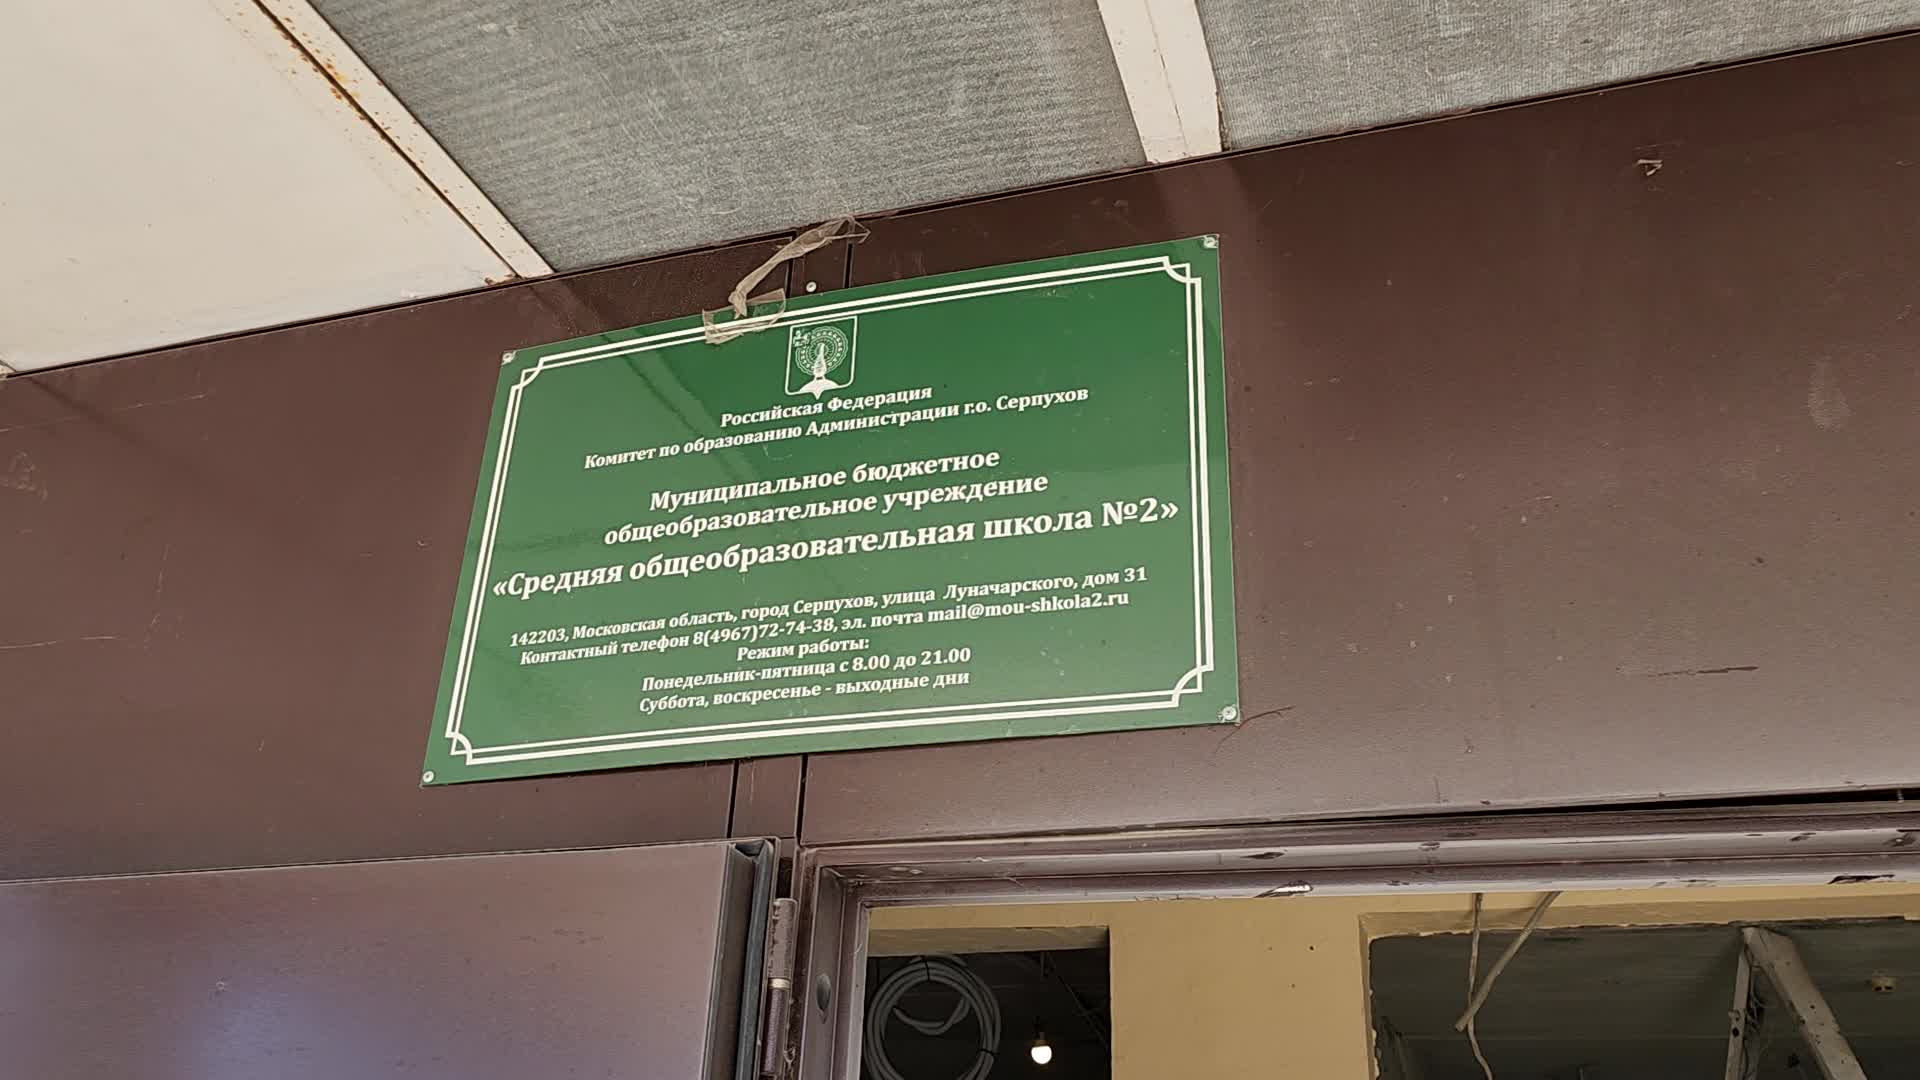 Российская Федерация
Комитет по образованию Администрации г.о. Серпухов
Муниципальное бюджетное
общеобразовательное учреждение
«Средняя общеобразовательная школа №2»
142203, Московская область, город Серпухов, улица Луначарского, дом 31
Контактный телефон 8(4967)72-74-38, эл. почта mail@mou-shkola2.ru
Режим работы:
Понедельник-пятница с 8.00 до 21.00
Суббота, воскресенье - выходные дни